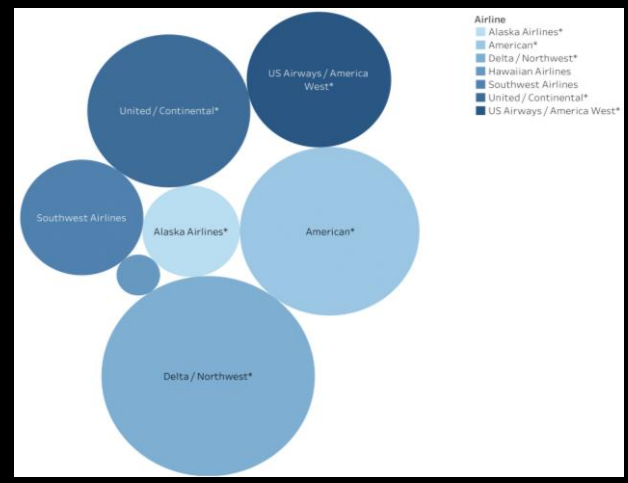 US Airways / America
West*
United / Continental*
Southwest Airlines
Alaska Airlines*
American*
Delta / Northwest*
Airline
Alaska Airlines*
American*
Delta / Northwest*
Hawaiian Airlines
Southwest Airlines
United / Continental*
US Airways / America West*